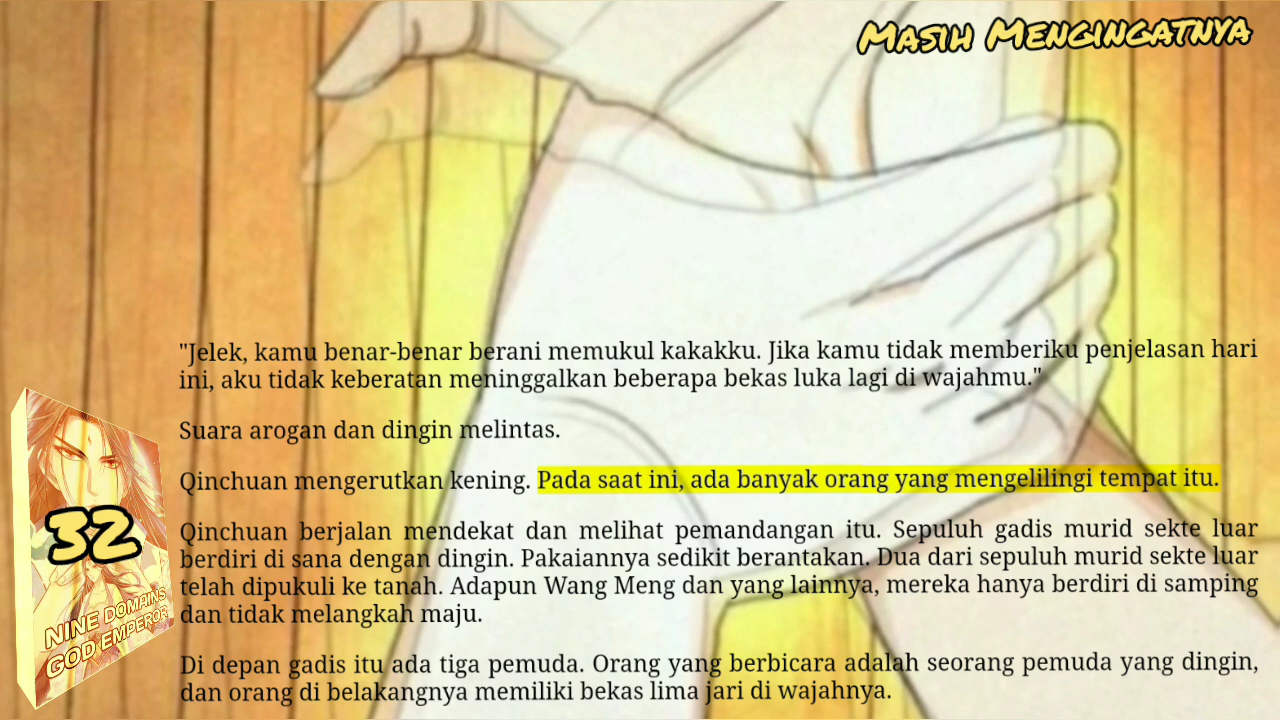 Masih Mengingatnya
"Jelek, kamu benar-benar berani memukul kakakku. Jika kamu tidak memberiku penjelasan hari
ini, aku tidak keberatan meninggalkan beberapa bekas luka lagi di wajahmu."
Suara arogan dan dingin melintas.
Qinchuan mengerutkan kening. Pada saat ini, ada banyak orang yang mengelilingi tempat itu.
Qinchuan berjalan mendekat dan melihat pemandangan itu. Sepuluh gadis murid sekte luar
berdiri di sana dengan dingin. Pakaiannya sedikit berantakan. Dua dari sepuluh murid sekte luar
telah dipukuli ke tanah. Adapun Wang Meng dan yang lainnya, mereka hanya berdiri di samping
dan tidak melangkah maju.
Di depan gadis itu ada tiga pemuda. Orang yang berbicara adalah seorang pemuda yang dingin,
dan orang di belakangnya memiliki bekas lima jari di wajahnya.
32
NINE DOMAINS
GOD EMPEROR